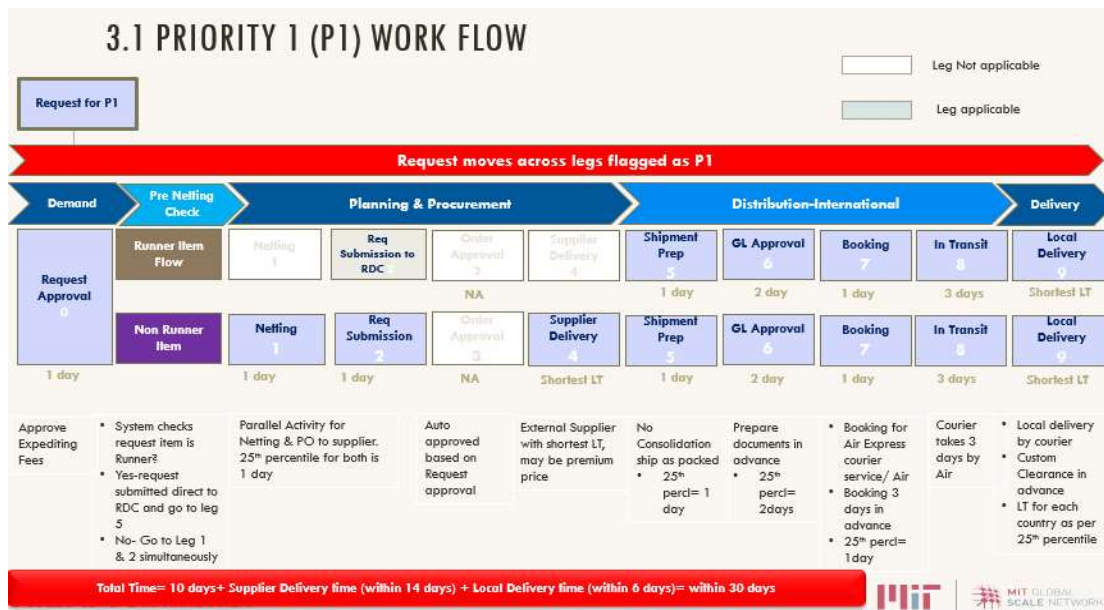 3.1 PRIORITY 1 (P1) WORK FLOW
Leg Not applicable
Request for P1
Leg applicable
Request moves across legs flagged as P1
Demand
Pre Netting
Check
Planning & Procurement
Distribution-International
Delivery
Request
Approval
0
1 day
Runner Item
Flow
Netting
1
Req
Submission to
RDC
Order
Approval
3
NA
Supplier
Delivery
4
Shipment
Prep
5
1 day
GL Approval
6
2 day
Booking
7
1 day
In Transit
8
3 days
Local
Delivery
9
Shortest LT
Non Runner
Item
Netting
1
1 day
Req
Submission
2
1 day
Order
Approval
3
NA
Supplier
Delivery
4
Shortest LT
Shipment
Prep
5
1 day
GL Approval
6
2 day
Booking
7
1 day
In Transit
8
3 days
Local
Delivery
9
Shortest LT
Approve
Expediting
Fees
• System checks
request item is
Runner?
• Yes-request
submitted direct to
RDC and go to leg
5
• No- Go to Leg 1
& 2 simultaneously
Parallel Activity for
Netting & PO to supplier.
25th percentile for both is
1 day
Auto
approved
based on
Request
approval
External Supplier
with shortest LT,
may be premium
price
No
Consolidation
ship as packed
• 25th
percl= 1
day
Prepare
documents in
advance
• 25th
percl=
2days
• Booking for
Air Express
courier
service/ Air
• Booking 3
days in
advance
• 25th percl=
1day
Courier
takes 3
days by
Air
• Local delivery
by courier
• Custom
Clearance in
advance
• LT for each
country as per
25th percentile
Total Time= 10 days+ Supplier Delivery time (within 14 days) + Local Delivery time (within 6 days)= within 30 days
MIT
MIT GLOBAL
SCALE NETWORK